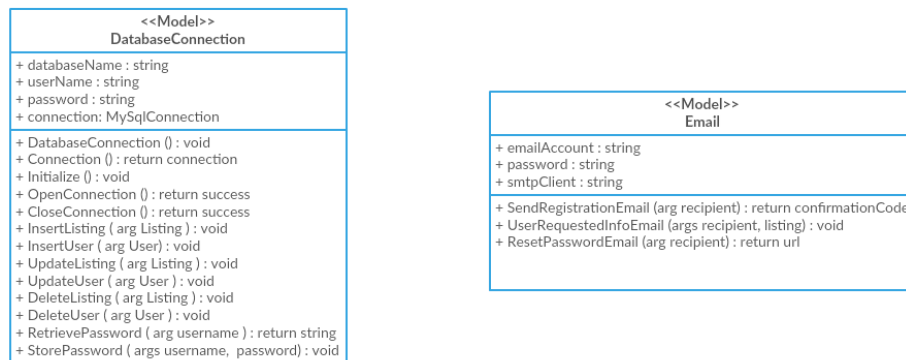 <<Model>>
DatabaseConnection
+ databaseName : string
+ userName : string
+ password : string
+ connection: MySqlConnection
+ DatabaseConnection () : void
+ Connection () : return connection
+ Initialize () : void
+ OpenConnection () : return success
+ CloseConnection () : return success
+ InsertListing ( arg Listing ) : void
+ InsertUser ( arg User) : void
+ UpdateListing ( arg Listing ) : void
+ UpdateUser ( arg User ) : void
+ DeleteListing ( arg Listing ) : void
+ DeleteUser ( arg User ) : void
+ RetrievePassword ( arg username ) : return string
+ StorePassword ( args username, password) : void
<<Model>>
Email
+ emailAccount : string
+ password : string
+ smtpClient : string
+ SendRegistrationEmail (arg recipient) : return confirmationCode
+ UserRequestedInfoEmail (args recipient, listing) : void
+ ResetPasswordEmail (arg recipient) : return url